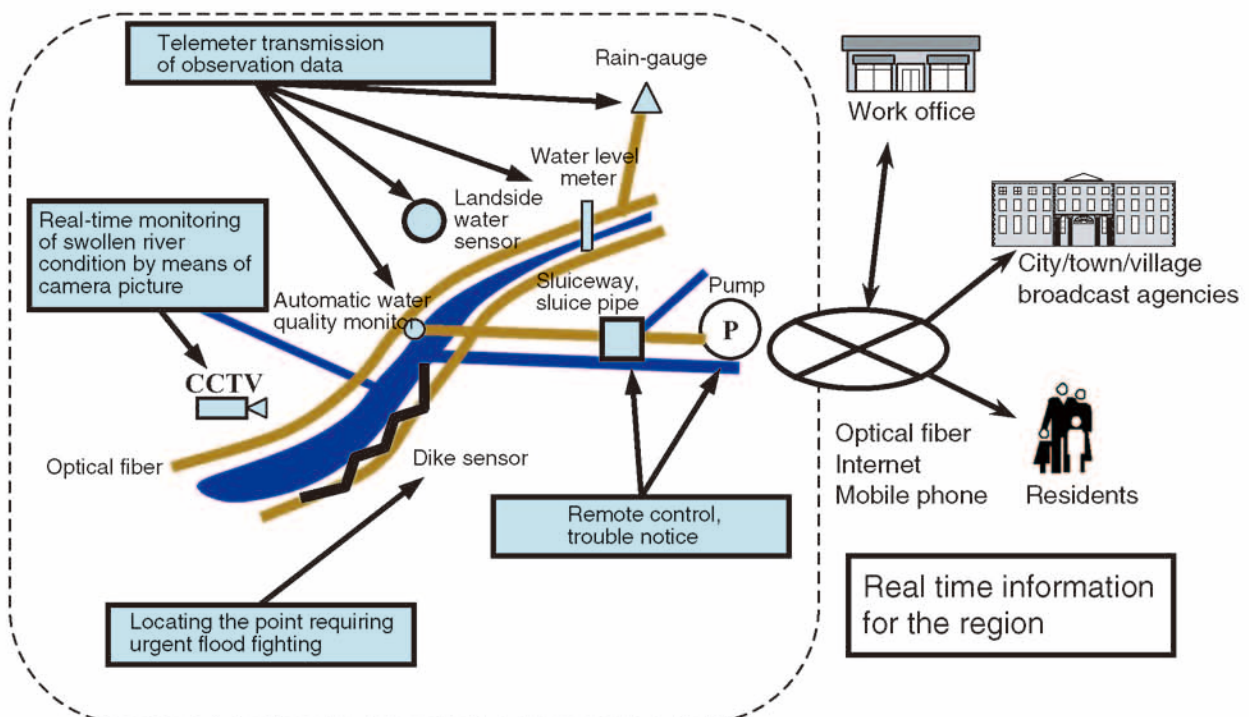 Telemeter transmission
of observation data
Rain-gauge
Work office
Water level
meter
Landside
water
sensor
Real-time monitoring
of swollen river
condition by means of
camera picture
City/town/village
broadcast agencies
Automatic water
quality monitor
Sluiceway,
sluice pipe
Pump
P
CCTV
Optical fiber
Dike sensor
Optical fiber
Internet
Mobile phone
Residents
Remote control,
trouble notice
Locating the point requiring
urgent flood fighting
Real time information
for the region